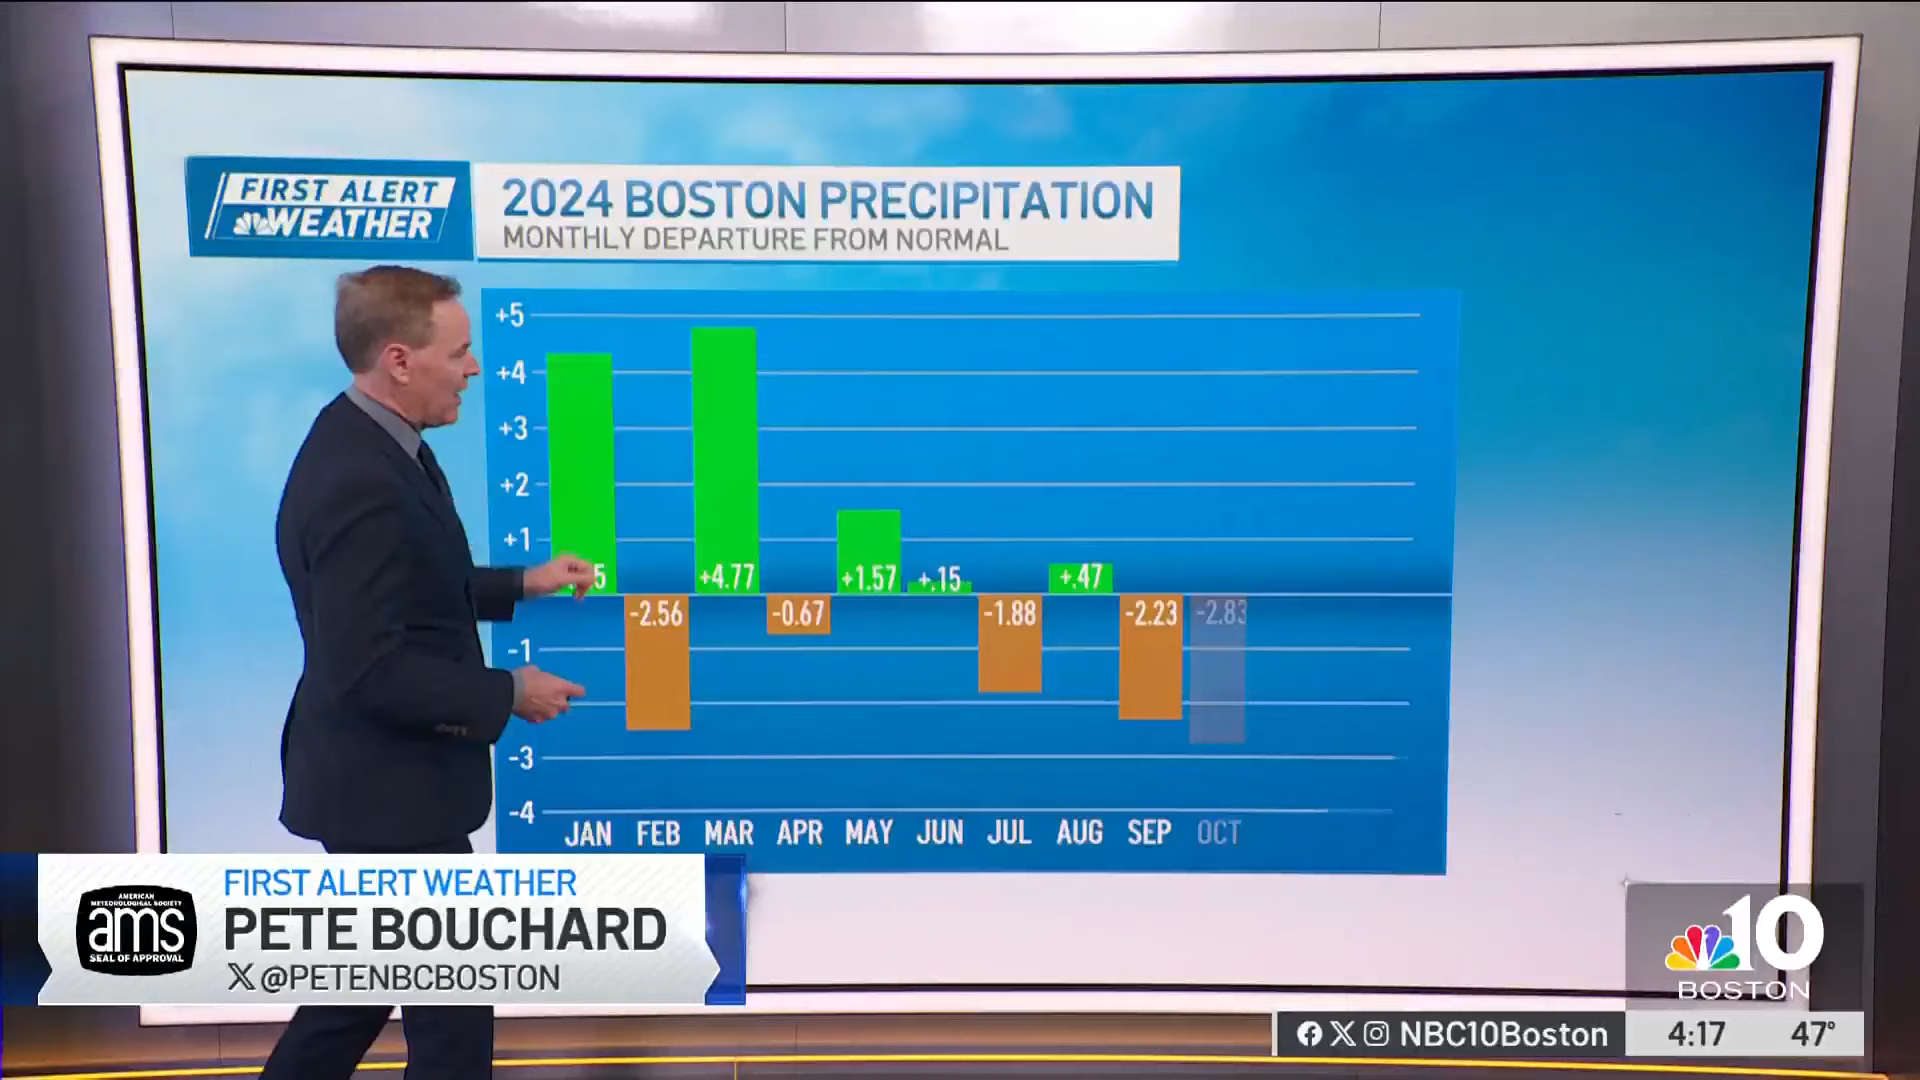 FIRST ALERT
WEATHER
2024 BOSTON PRECIPITATION
MONTHLY DEPARTURE FROM NORMAL
+5
+4
+3
+2
+1
-1
-3
-4
+4.77
+1.57
+.15
+.47
-2.56
-0.67
-1.88
-2.23
-2.83
JAN FEB MAR APR MAY JUN JUL AUG SEP OCT
AMERICAN
METEOROLOGICAL SOCIETY
ams
SEAL OF APPROVAL
FIRST ALERT WEATHER
PETE BOUCHARD
X @PETENBCBOSTON
10
BOSTON
NBC10Boston
4:17 47°